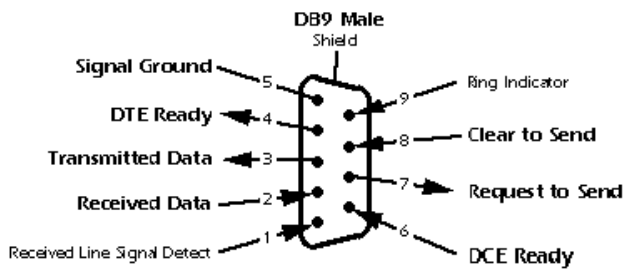 DB9 Male
Shield
Signal Ground
5
9
Ring Indicator
DTE Ready
4
8
Clear to Send
Transmitted Data
3
7
Request to Send
Received Data
2
6
DCE Ready
Received Line Signal Detect
1